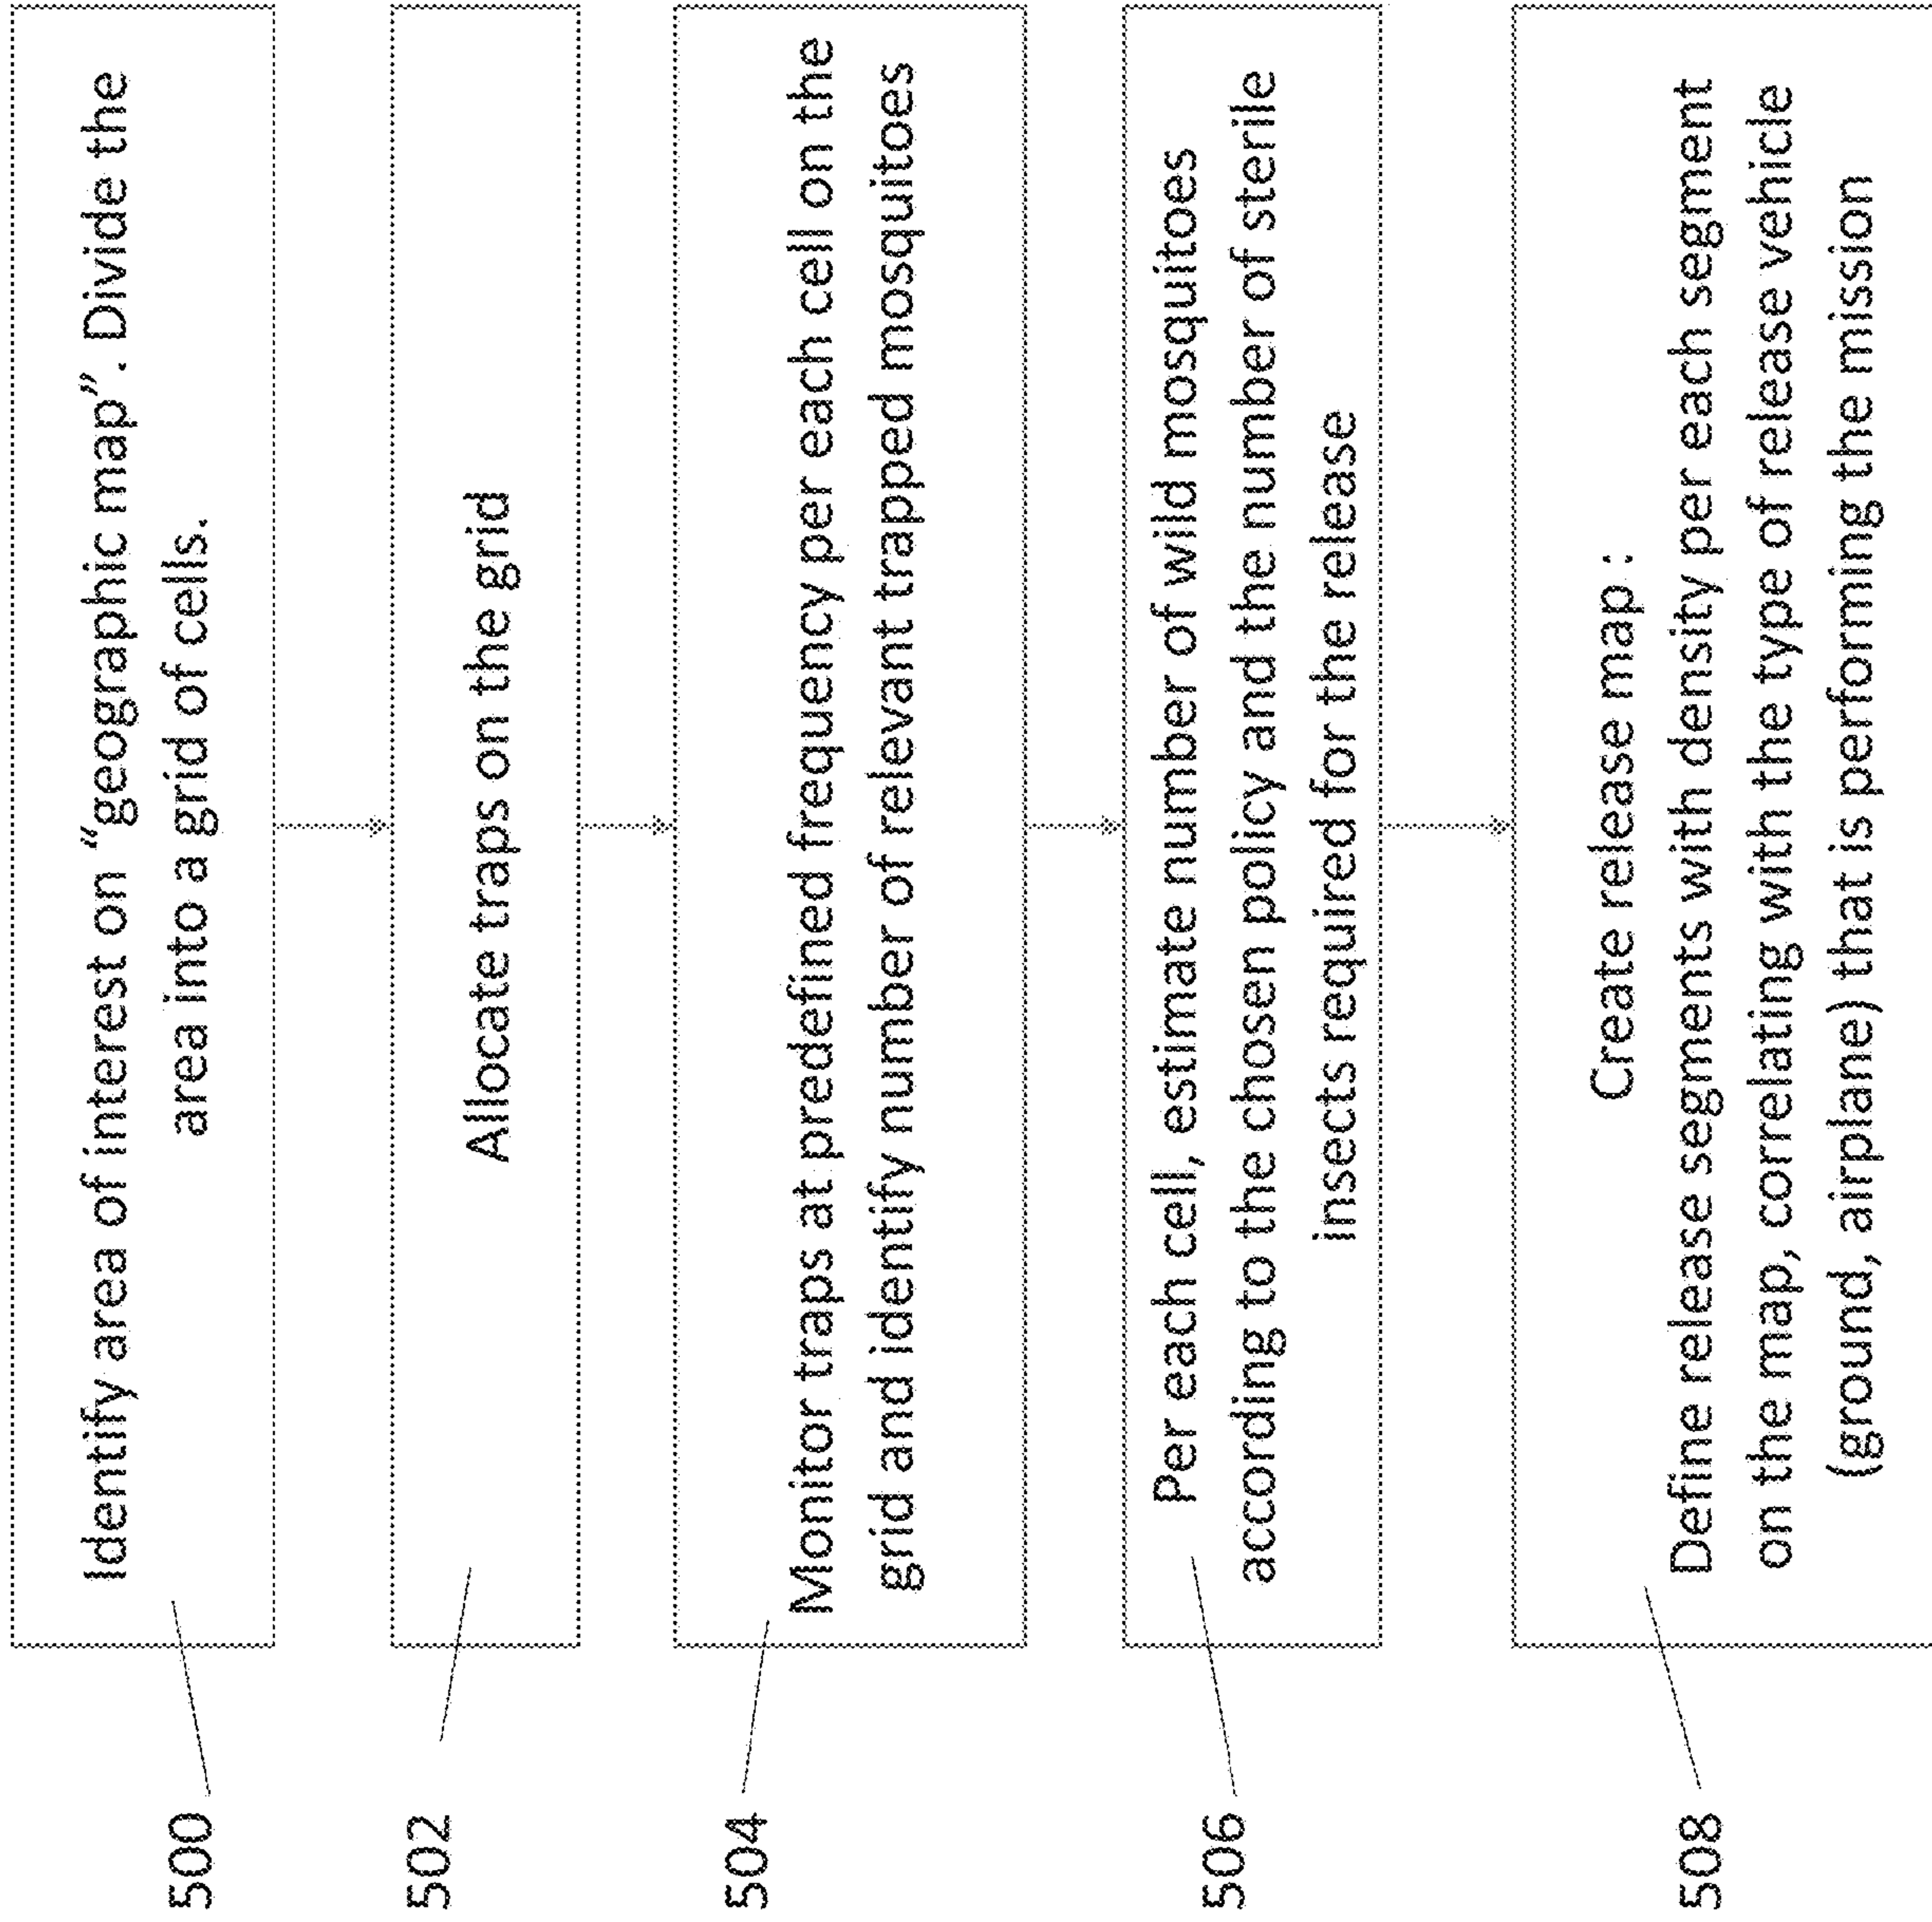 500
Identify area of interest on "geographic map". Divide the
area into a grid of cells.
502
Allocate traps on the grid
504
Monitor traps at predefined frequency per each cell on the
grid and identify number of relevant trapped mosquitoes
506
Per each cell, estimate number of wild mosquitoes
according to the chosen policy and the number of sterile
insects required for the release
508
Create release map :
Define release segments with density per each segment
on the map, correlating with the type of release vehicle
(ground, airplane) that is performing the mission